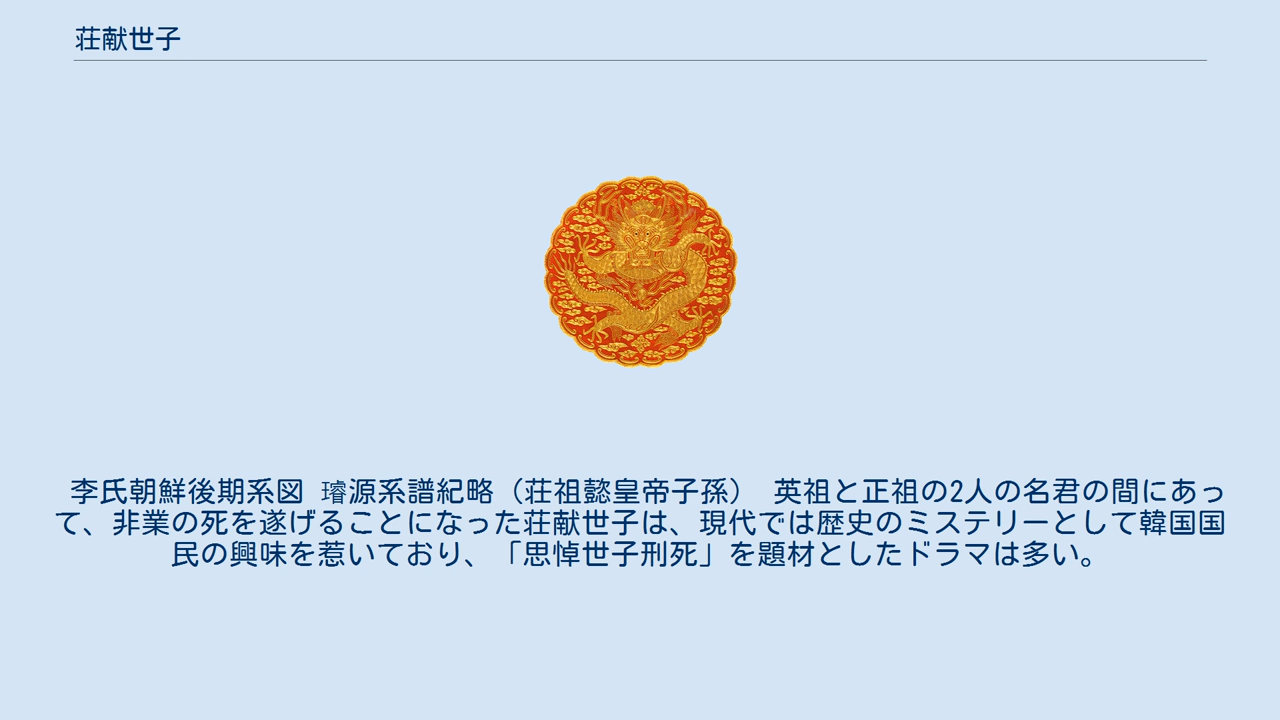 荘献世子
李氏朝鮮後期系図 璿源系譜紀略（荘祖懿皇帝子孫） 英祖と正祖の2人の名君の間にあっ
て、非業の死を遂げることになった荘献世子は、現代では歴史のミステリーとして韓国国
民の興味を惹いており、「思悼世子刑死」を題材としたドラマは多い。